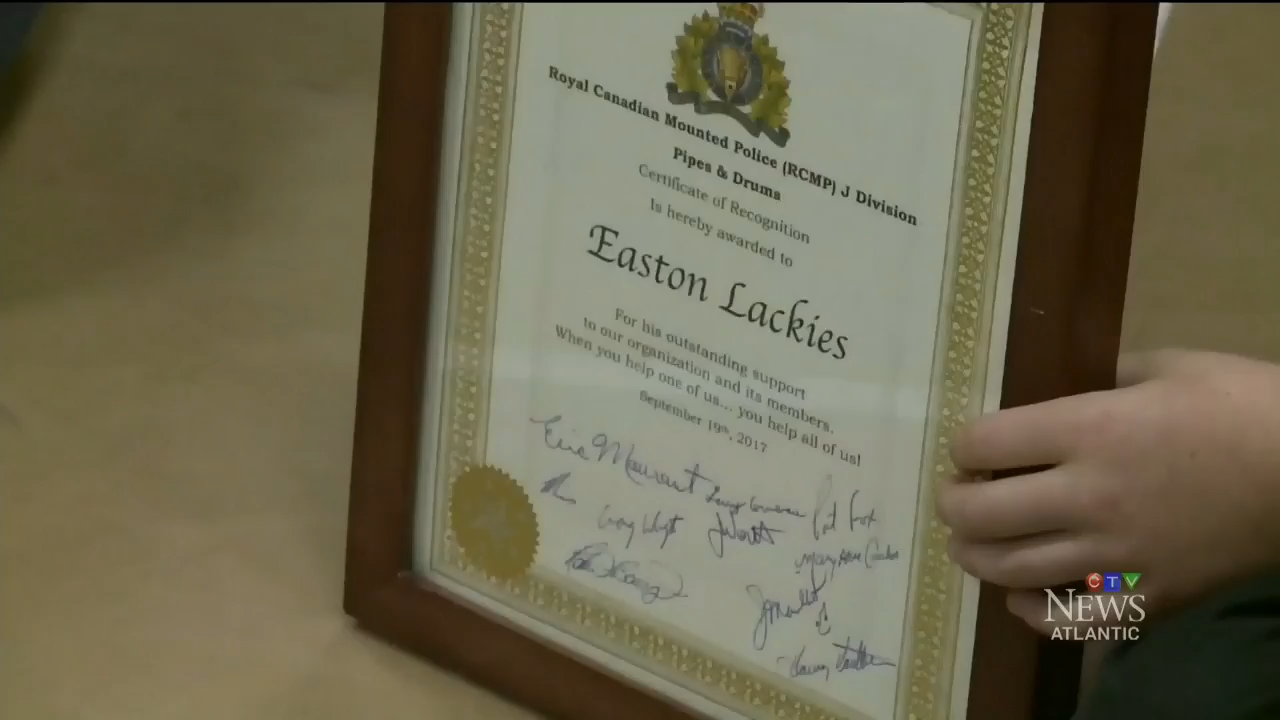 Royal Canadian Mounted Police (RCMP) J Division
Pipes & Drums
Certificate of Recognition
Is hereby awarded to
Easton Lackies
For his outstanding support
to our organization and its members.
When you help one of us... you help all of us!
September 19th, 2017
Pat Fox
CTV
NEWS
ATLANTIC